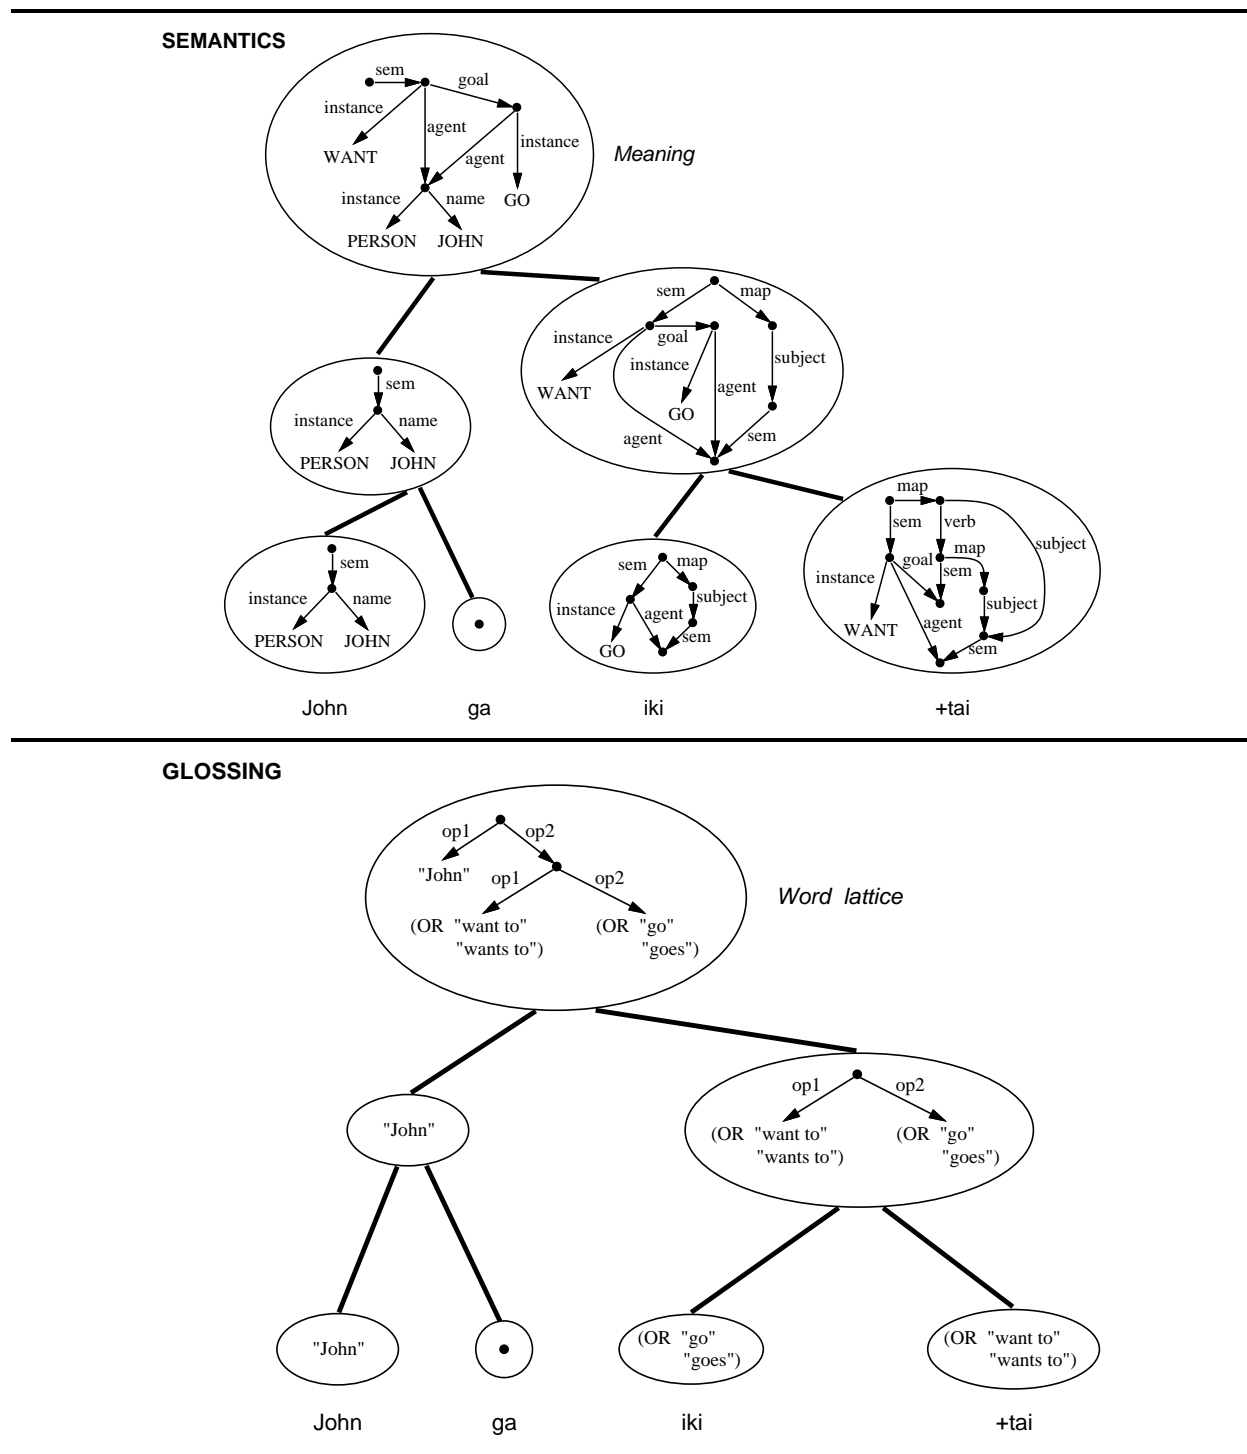 SEMANTICS
sem
goal
instance
agent
instance
WANT
agent
Meaning
instance
name
GO
PERSON
JOHN
sem
map
instance
goal
subject
instance
WANT
agent
GO
agent
sem
sem
instance
name
PERSON
JOHN
map
sem
verb
subject
goal
map
sem
instance
subject
WANT
agent
sem
sem
instance
name
PERSON
JOHN
sem
map
instance
agent
subject
GO
sem
John ga iki +tai
GLOSSING
op1
op2
"John"
op1
op2
(OR "want to"
"wants to")
(OR "go"
"goes")
Word lattice
"John"
op1
op2
(OR "want to"
"wants to")
(OR "go"
"goes")
"John"
(OR "go"
"goes")
(OR "want to"
"wants to")
John ga iki +tai